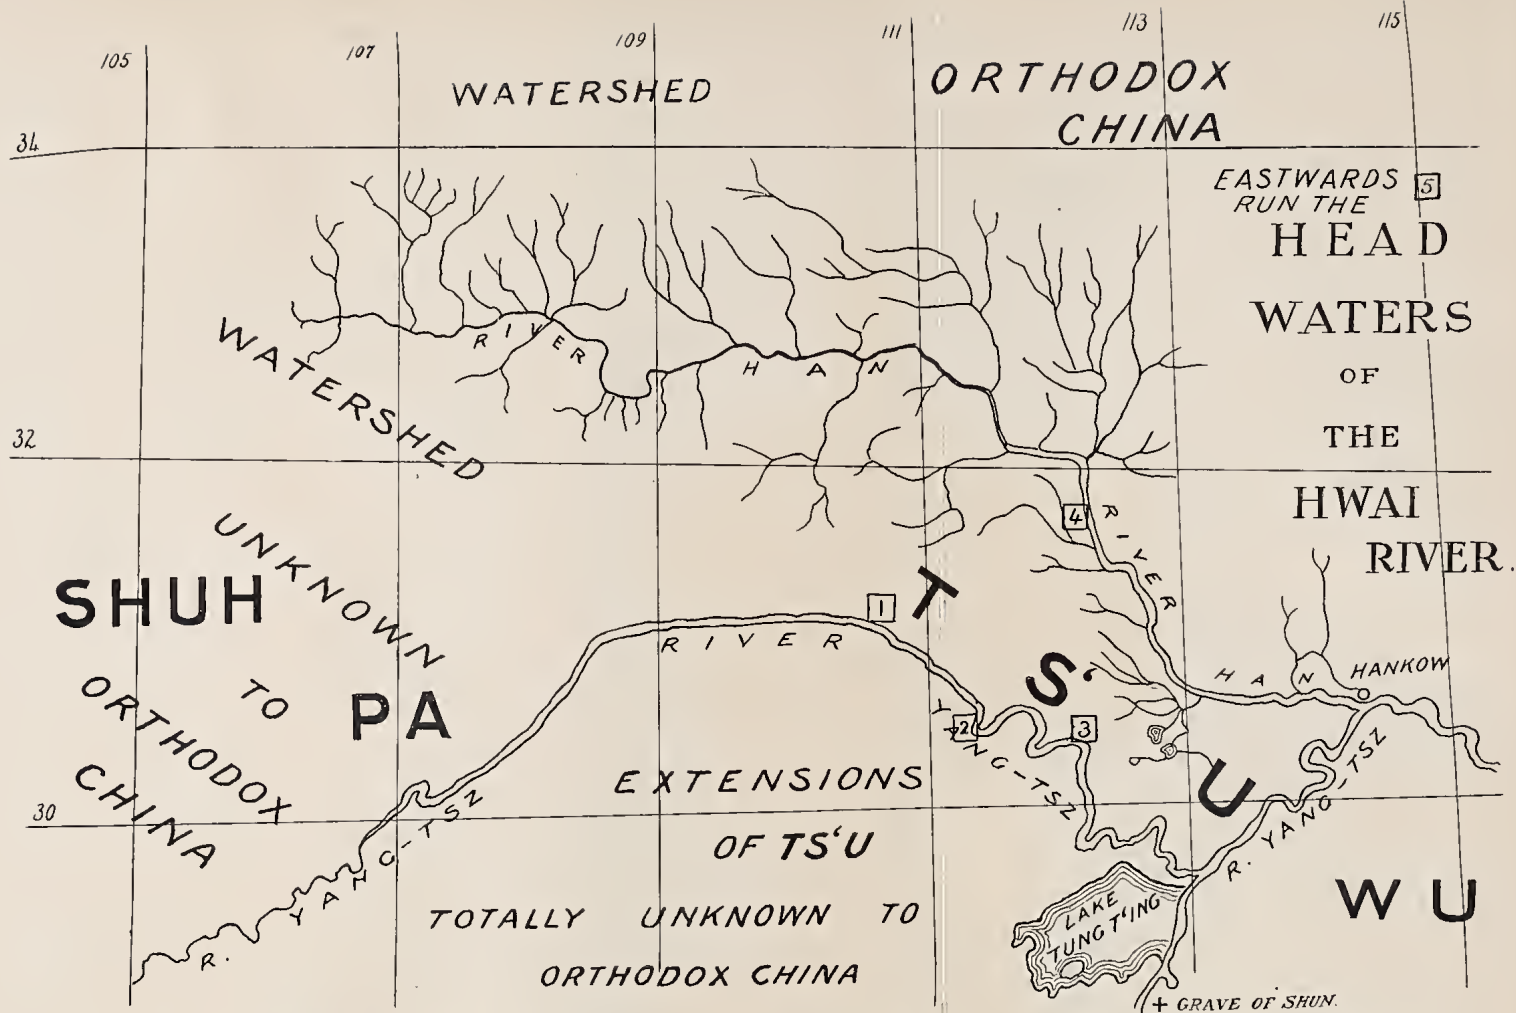 105
107
109
111
113
115
WATERSHED
ORTHODOX
CHINA
34
EASTWARDS 5
RUN THE
HEAD
WATERS
OF
THE
HWAI
RIVER.
RIVER
HAN
WATERSHED
32
4
RIVER
UNKNOWN
TO
ORTHODOX
CHINA
SHUH
PA
1
RIVER
TS‘U
HAN
HANKOW
2
3
YANG-TSZ
R. YANG-TSZ
EXTENSIONS
OF TS‘U
TOTALLY UNKNOWN TO
ORTHODOX CHINA
30
R. YANG-TSZ
LAKE
TUNG T‘ING
WU
+ GRAVE OF SHUN.